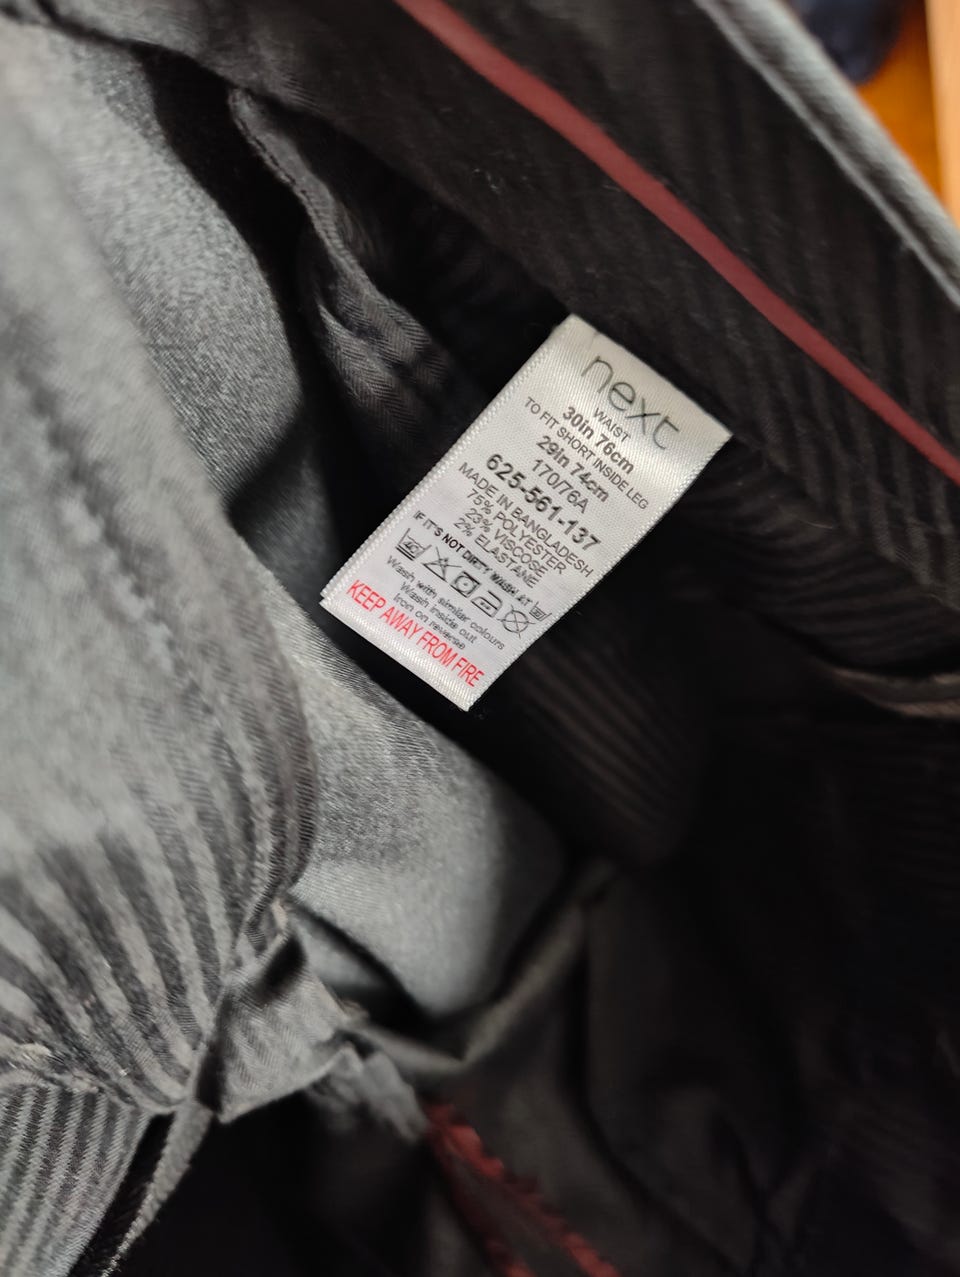 next
WAIST
30in 76cm
TO FIT SHORT INSIDE LEG
29in 74cm
170/76A
625-561-137
MADE IN BANGLADESH
75% POLYESTER
23% VISCOSE
2% ELASTANE
IF IT'S NOT DIRTY WASH AT
40°
Wash with similar colours
Wash inside out
Iron on reverse
KEEP AWAY FROM FIRE